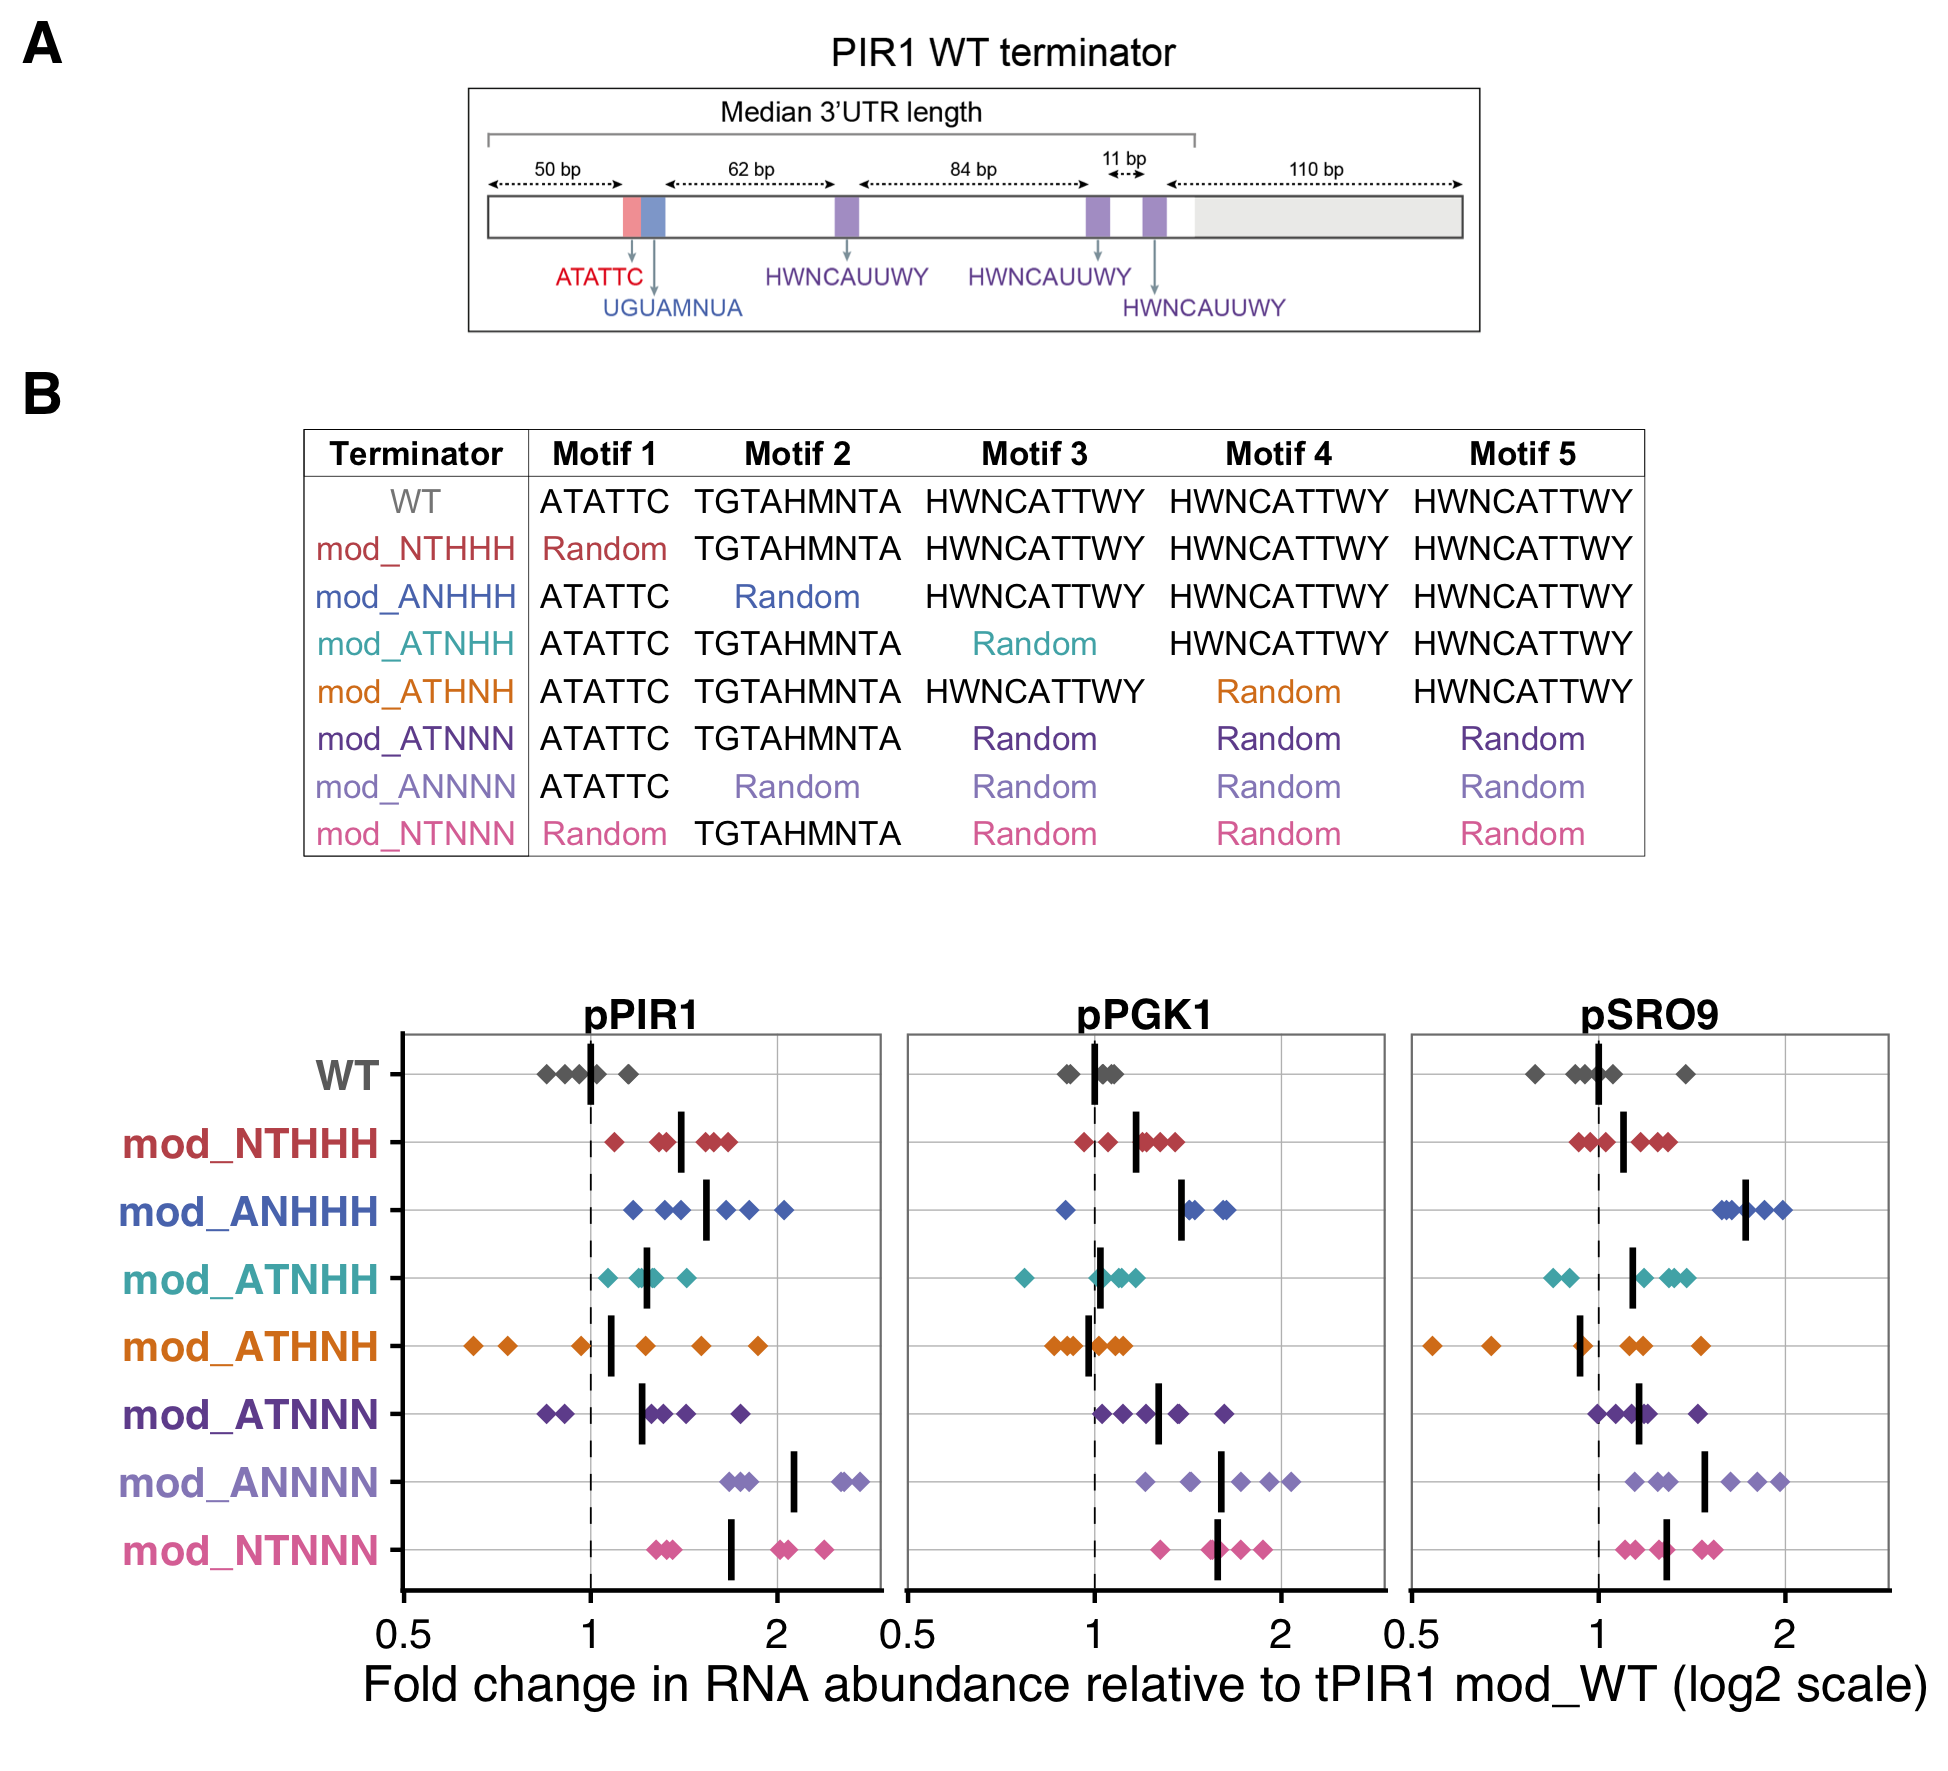 A
PIR1 WT terminator
Median 3’UTR length
50 bp 62 bp 84 bp 11 bp 110 bp
ATATTC HWNCAUUWY HWNCAUUWY
UGUAMNUA HWNCAUUWY
B
Terminator Motif 1 Motif 2 Motif 3 Motif 4 Motif 5
WT ATATTC TGTAHMNTA HWNCATTWY HWNCATTWY HWNCATTWY
mod_NTHHH Random TGTAHMNTA HWNCATTWY HWNCATTWY HWNCATTWY
mod_ANHHH ATATTC Random HWNCATTWY HWNCATTWY HWNCATTWY
mod_ATNHH ATATTC TGTAHMNTA Random HWNCATTWY HWNCATTWY
mod_ATHNH ATATTC TGTAHMNTA HWNCATTWY Random HWNCATTWY
mod_ATNNN ATATTC TGTAHMNTA Random Random Random
mod_ANNNN ATATTC Random Random Random Random
mod_NTNNN Random TGTAHMNTA Random Random Random
pPIR1 pPGK1 pSRO9
WT
mod_NTHHH
mod_ANHHH
mod_ATNHH
mod_ATHNH
mod_ATNNN
mod_ANNNN
mod_NTNNN
0.5 1 2 0.5 1 2 0.5 1 2
Fold change in RNA abundance relative to tPIR1 mod_WT (log2 scale)